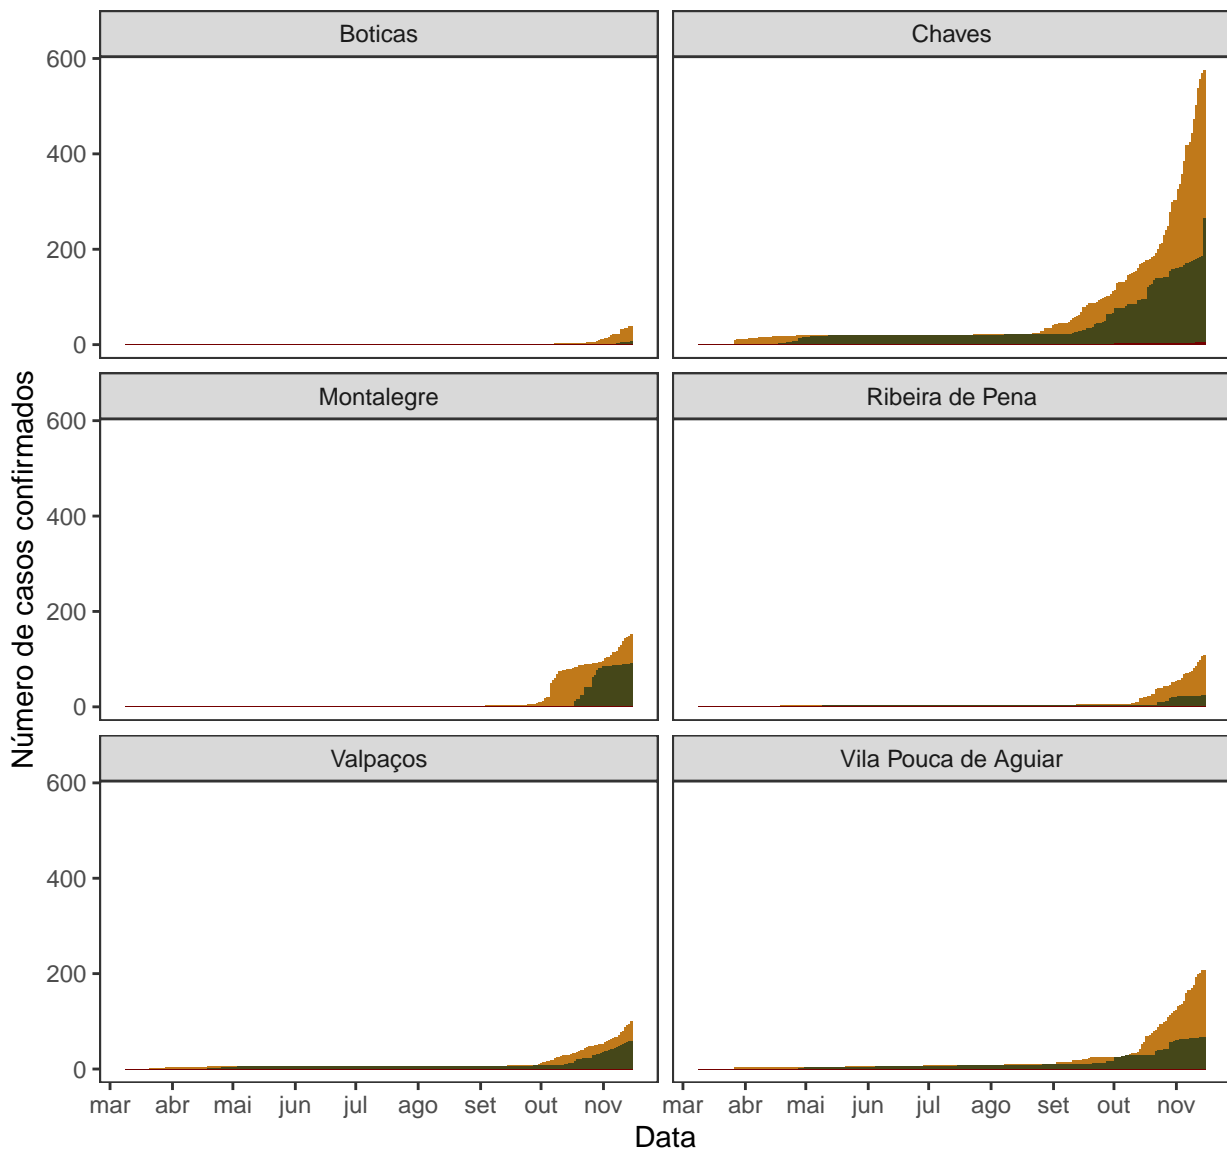 Boticas
Chaves
600
400
200
0
Número de casos confirmados
Montalegre
Ribeira de Pena
600
400
200
0
Valpaços
Vila Pouca de Aguiar
600
400
200
0
mar abr mai jun jul ago set out nov
mar abr mai jun jul ago set out nov
Data